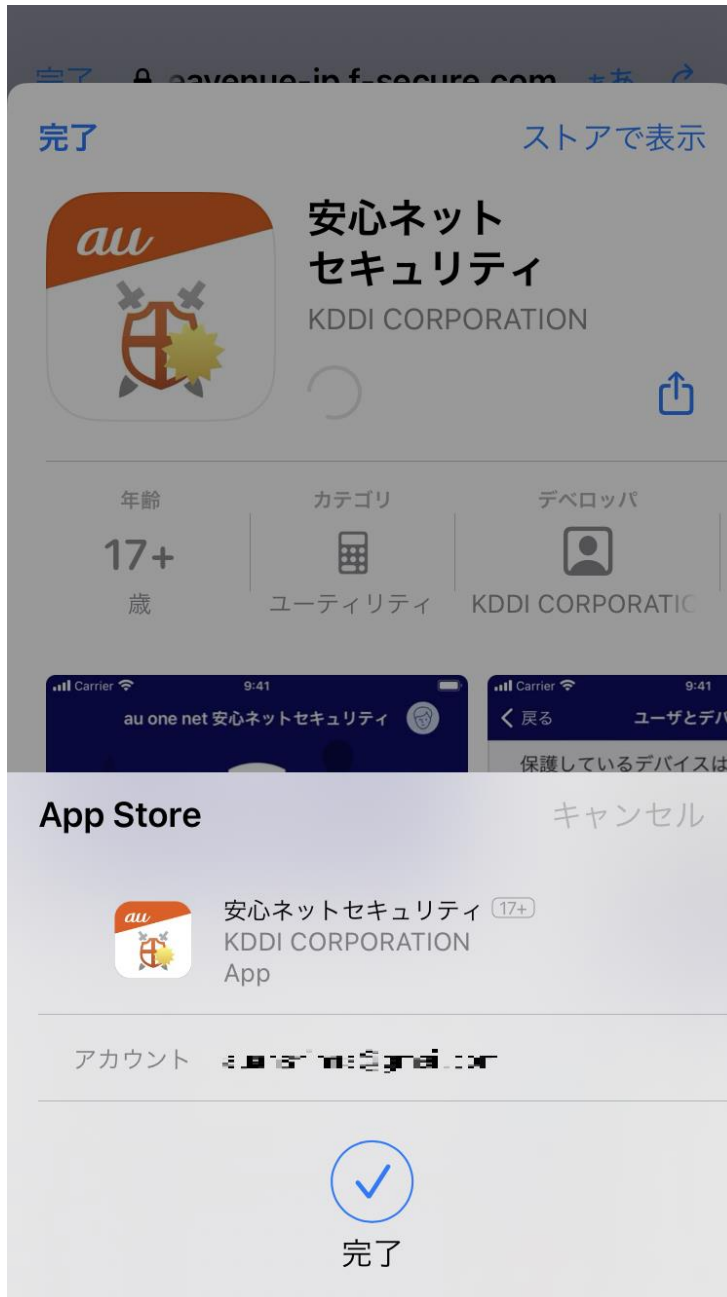 完了
ストアで表示
au
安心ネット
セキュリティ
KDDI CORPORATION
年齢
カテゴリ
デベロッパ
17+
歳
ユーティリティ
KDDI CORPORATIO
Carrier
9:41
au one net 安心ネットセキュリティ
Carrier
9:41
戻る
ユーザとデバ
保護しているデバイスは
App Store
キャンセル
au
安心ネットセキュリティ 17+
KDDI CORPORATION
App
アカウント
完了